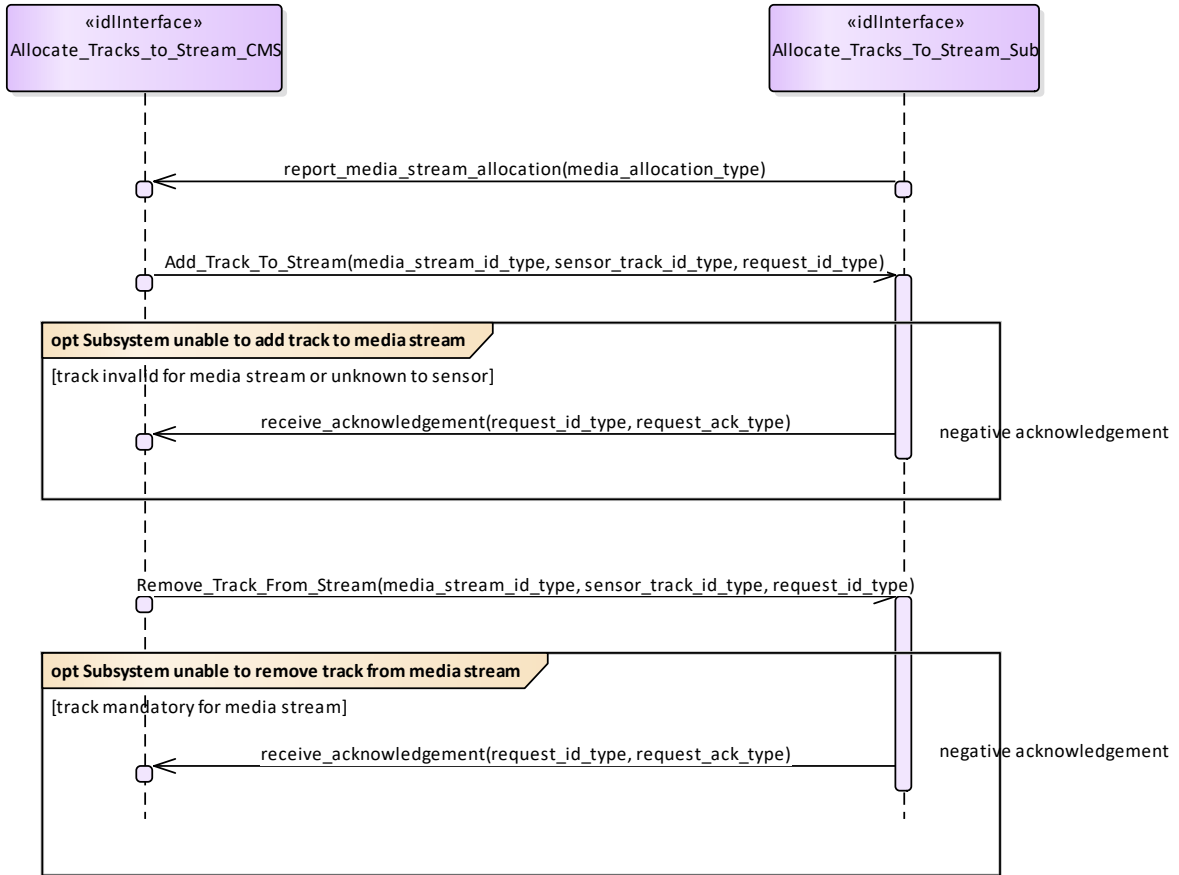 «idlInterface»
Allocate_Tracks_to_Stream_CMS
«idlInterface»
Allocate_Tracks_To_Stream_Sub
report_media_stream_allocation(media_allocation_type)
Add_Track_To_Stream(media_stream_id_type, sensor_track_id_type, request_id_type)
opt Subsystem unable to add track to media stream
[track invalid for media stream or unknown to sensor]
receive_acknowledgement(request_id_type, request_ack_type)
negative acknowledgement
Remove_Track_From_Stream(media_stream_id_type, sensor_track_id_type, request_id_type)
opt Subsystem unable to remove track from media stream
[track mandatory for media stream]
receive_acknowledgement(request_id_type, request_ack_type)
negative acknowledgement